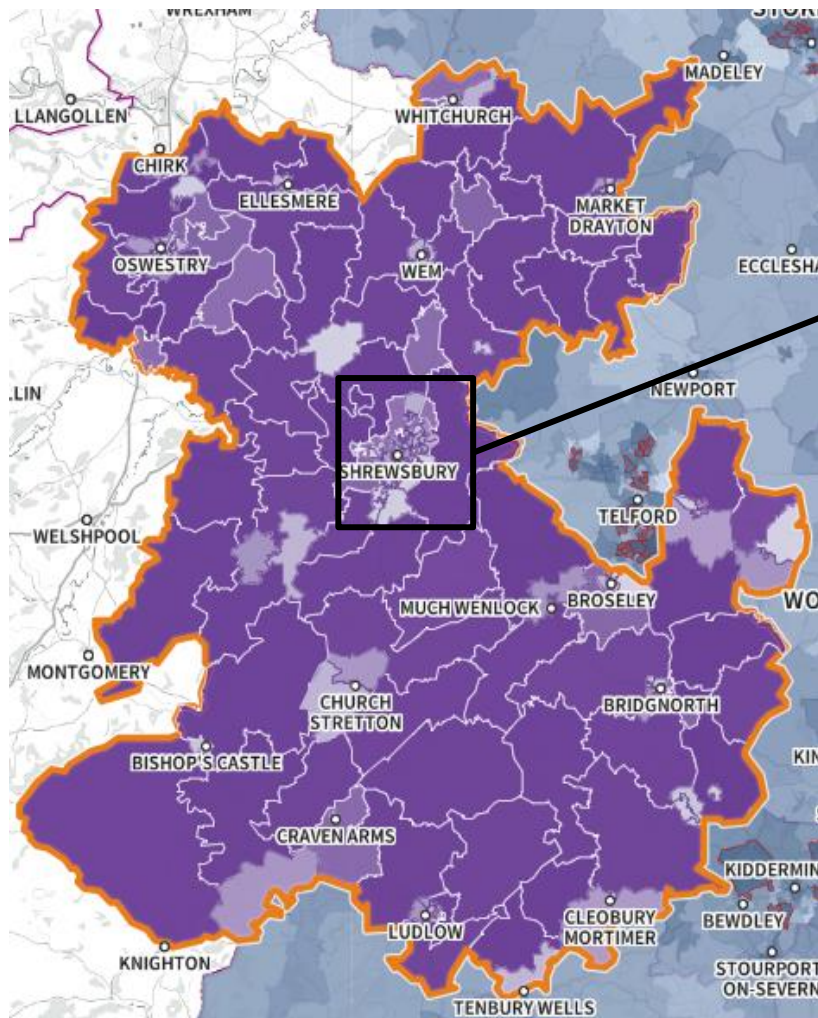 WREXHAM
MADELEY
LLANGOLLEN
WHITCHURCH
CHIRK
ELLESMERE
MARKET
DRAYTON
OSWESTRY
WEM
ECCLESHA
LIN
NEWPORT
SHREWSBURY
TELFORD
WELSHPOOL
MUCH WENLOCK
BROSELEY
WO
MONTGOMERY
CHURCH
STRETTON
BRIDGNORTH
BISHOP'S CASTLE
KIN
CRAVEN ARMS
KIDDERMIN
CLEOBURY
MORTIMER
BEWDLEY
LUDLOW
KNIGHTON
STOURPORT
ON-SEVERN
TENBURY WELLS